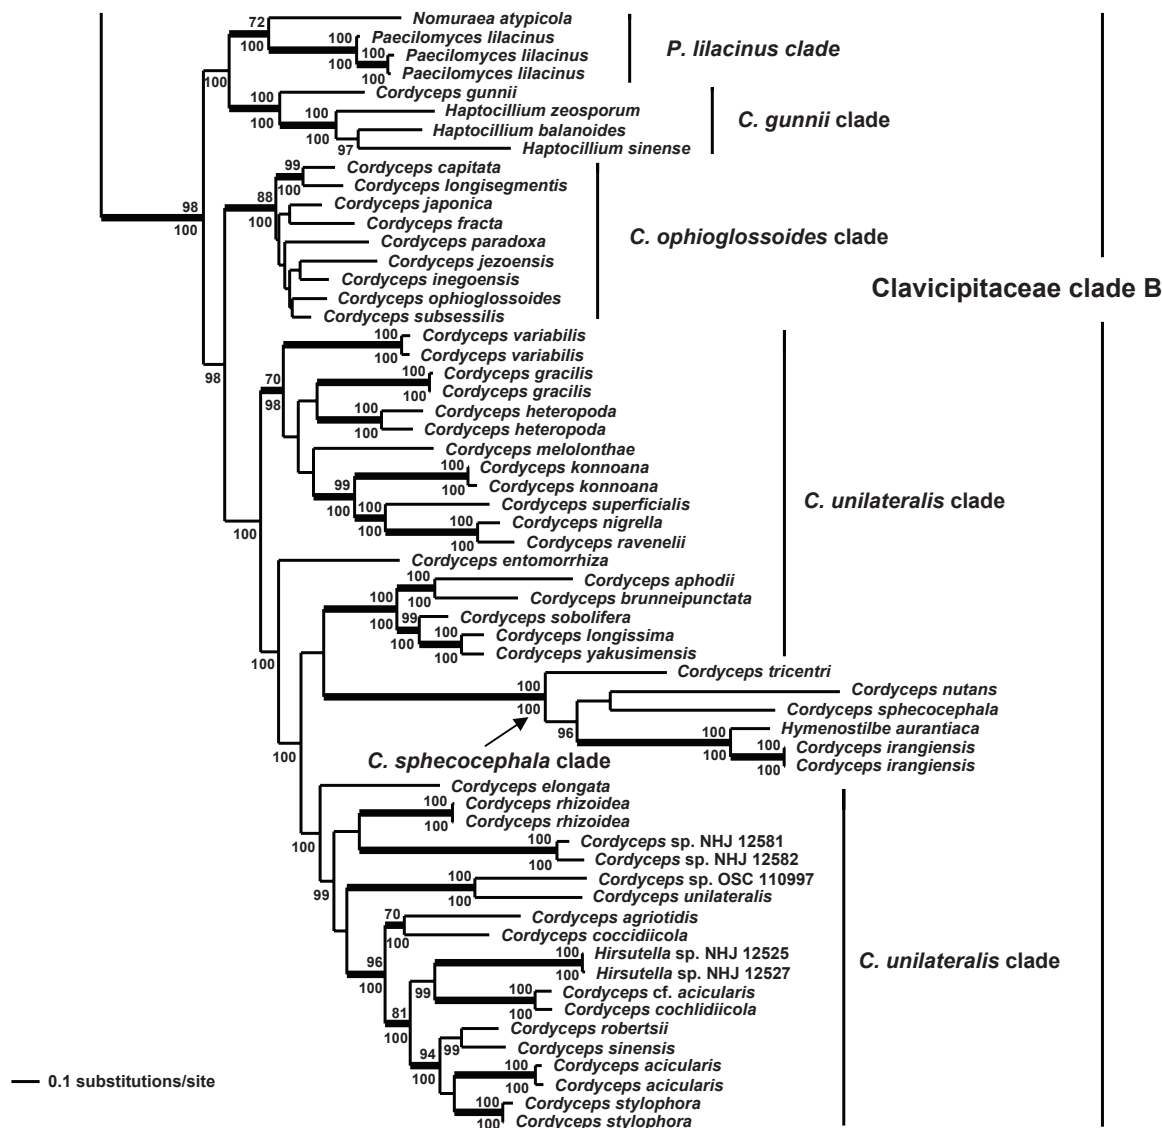 72
Nomuraea atypicola
100
100
Paecilomyces lilacinus
100
100
Paecilomyces lilacinus
100
Paecilomyces lilacinus
P. lilacinus clade
100
100
Cordyceps gunnii
100
100
Haptocillium zeosporum
100
Haptocillium balanoides
97
Haptocillium sinense
C. gunnii clade
99
Cordyceps capitata
100
Cordyceps longisegmentis
88
100
Cordyceps japonica
Cordyceps fracta
Cordyceps paradoxa
Cordyceps jezoensis
Cordyceps inegoensis
Cordyceps ophioglossoides
Cordyceps subsessilis
C. ophioglossoides clade
98
100
Clavicipitaceae clade B
98
100
Cordyceps variabilis
100
Cordyceps variabilis
70
98
100
Cordyceps gracilis
100
Cordyceps gracilis
100
Cordyceps heteropoda
100
Cordyceps heteropoda
Cordyceps melolonthae
100
Cordyceps konnoana
100
Cordyceps konnoana
99
100
100
Cordyceps superficialis
100
100
Cordyceps nigrella
100
Cordyceps ravenelii
C. unilateralis clade
100
Cordyceps entomorrhiza
100
Cordyceps aphodii
100
Cordyceps brunneipunctata
100
100
99
Cordyceps sobolifera
100
100
Cordyceps longissima
100
Cordyceps yakusimensis
100
Cordyceps tricentri
100
100
Cordyceps nutans
Cordyceps sphecocephala
96
Hymenostilbe aurantiaca
100
100
100
Cordyceps irangiensis
100
Cordyceps irangiensis
C. sphecocephala clade
100
Cordyceps elongata
100
Cordyceps rhizoidea
100
Cordyceps rhizoidea
100
100
Cordyceps sp. NHJ 12581
100
Cordyceps sp. NHJ 12582
99
100
Cordyceps sp. OSC 110997
100
Cordyceps unilateralis
70
Cordyceps agriotidis
100
Cordyceps coccidiicola
96
100
100
Hirsutella sp. NHJ 12525
100
Hirsutella sp. NHJ 12527
99
100
Cordyceps cf. acicularis
100
Cordyceps cochlidiicola
81
100
Cordyceps robertsii
99
Cordyceps sinensis
94
100
100
Cordyceps acicularis
100
Cordyceps acicularis
100
Cordyceps stylophora
100
Cordyceps stylophora
C. unilateralis clade
0.1 substitutions/site